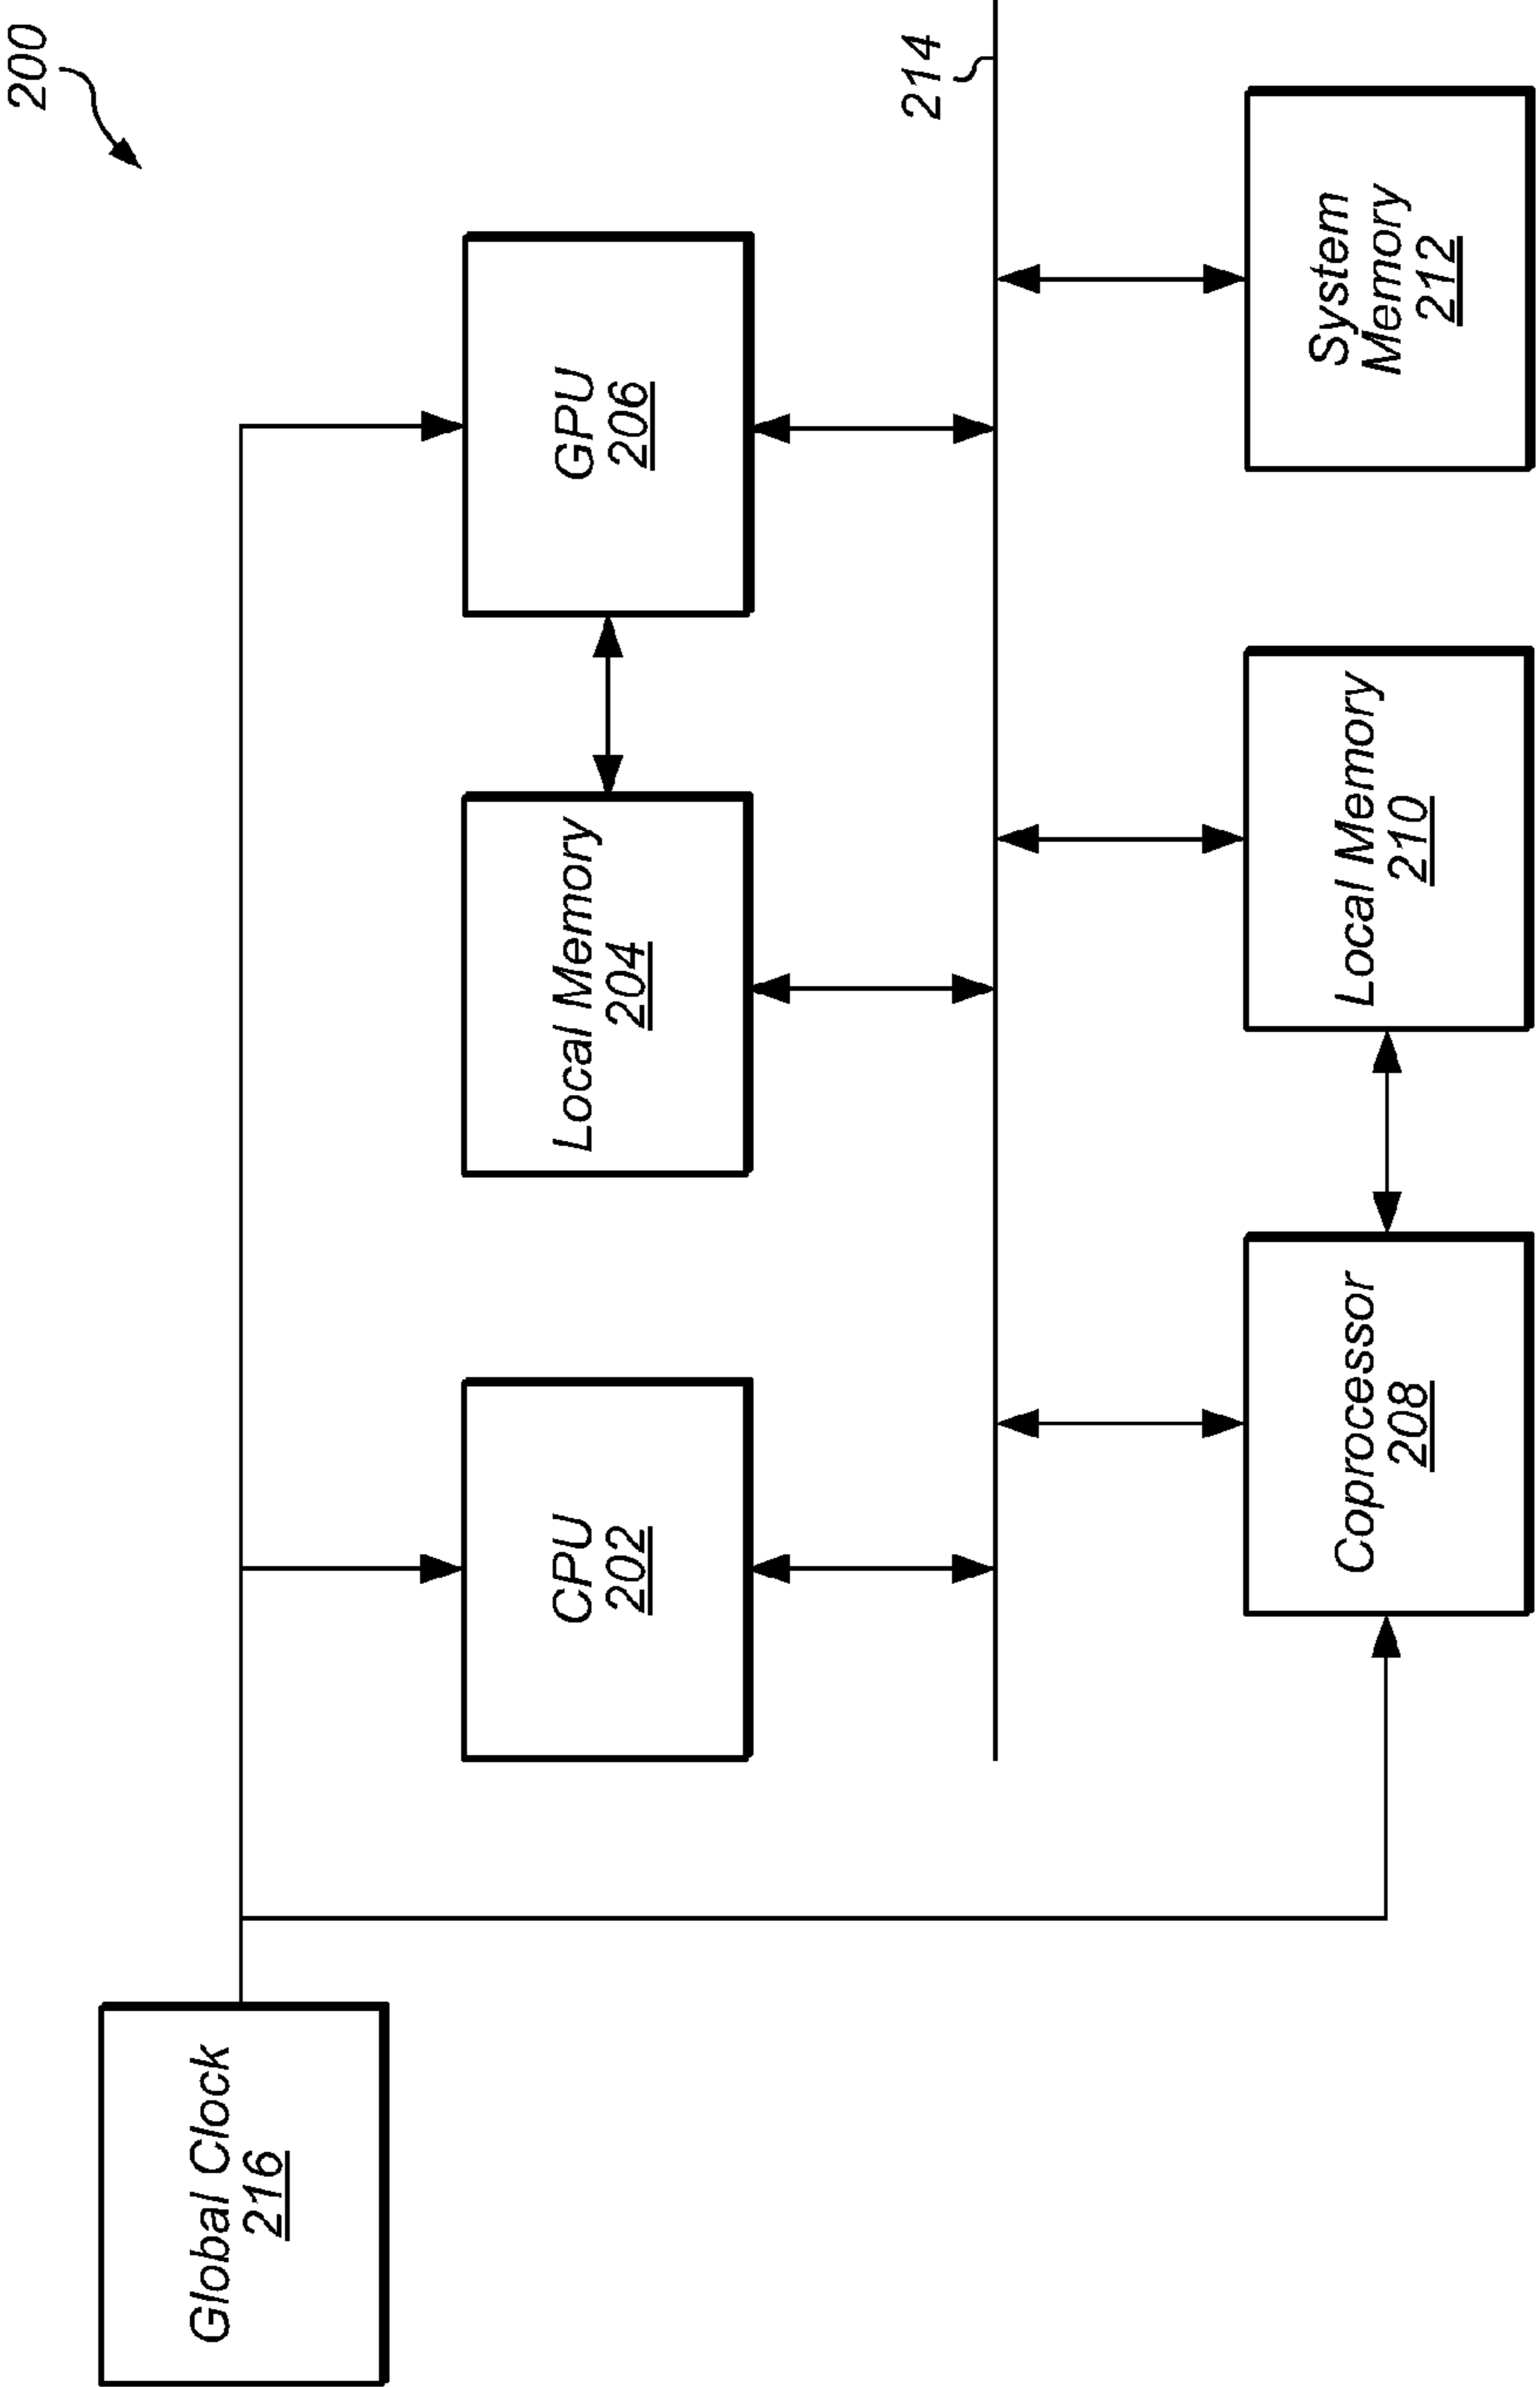 200
Global Clock
216
CPU
202
Local Memory
204
GPU
206
214
Coprocessor
208
Local Memory
210
System
Memory
212